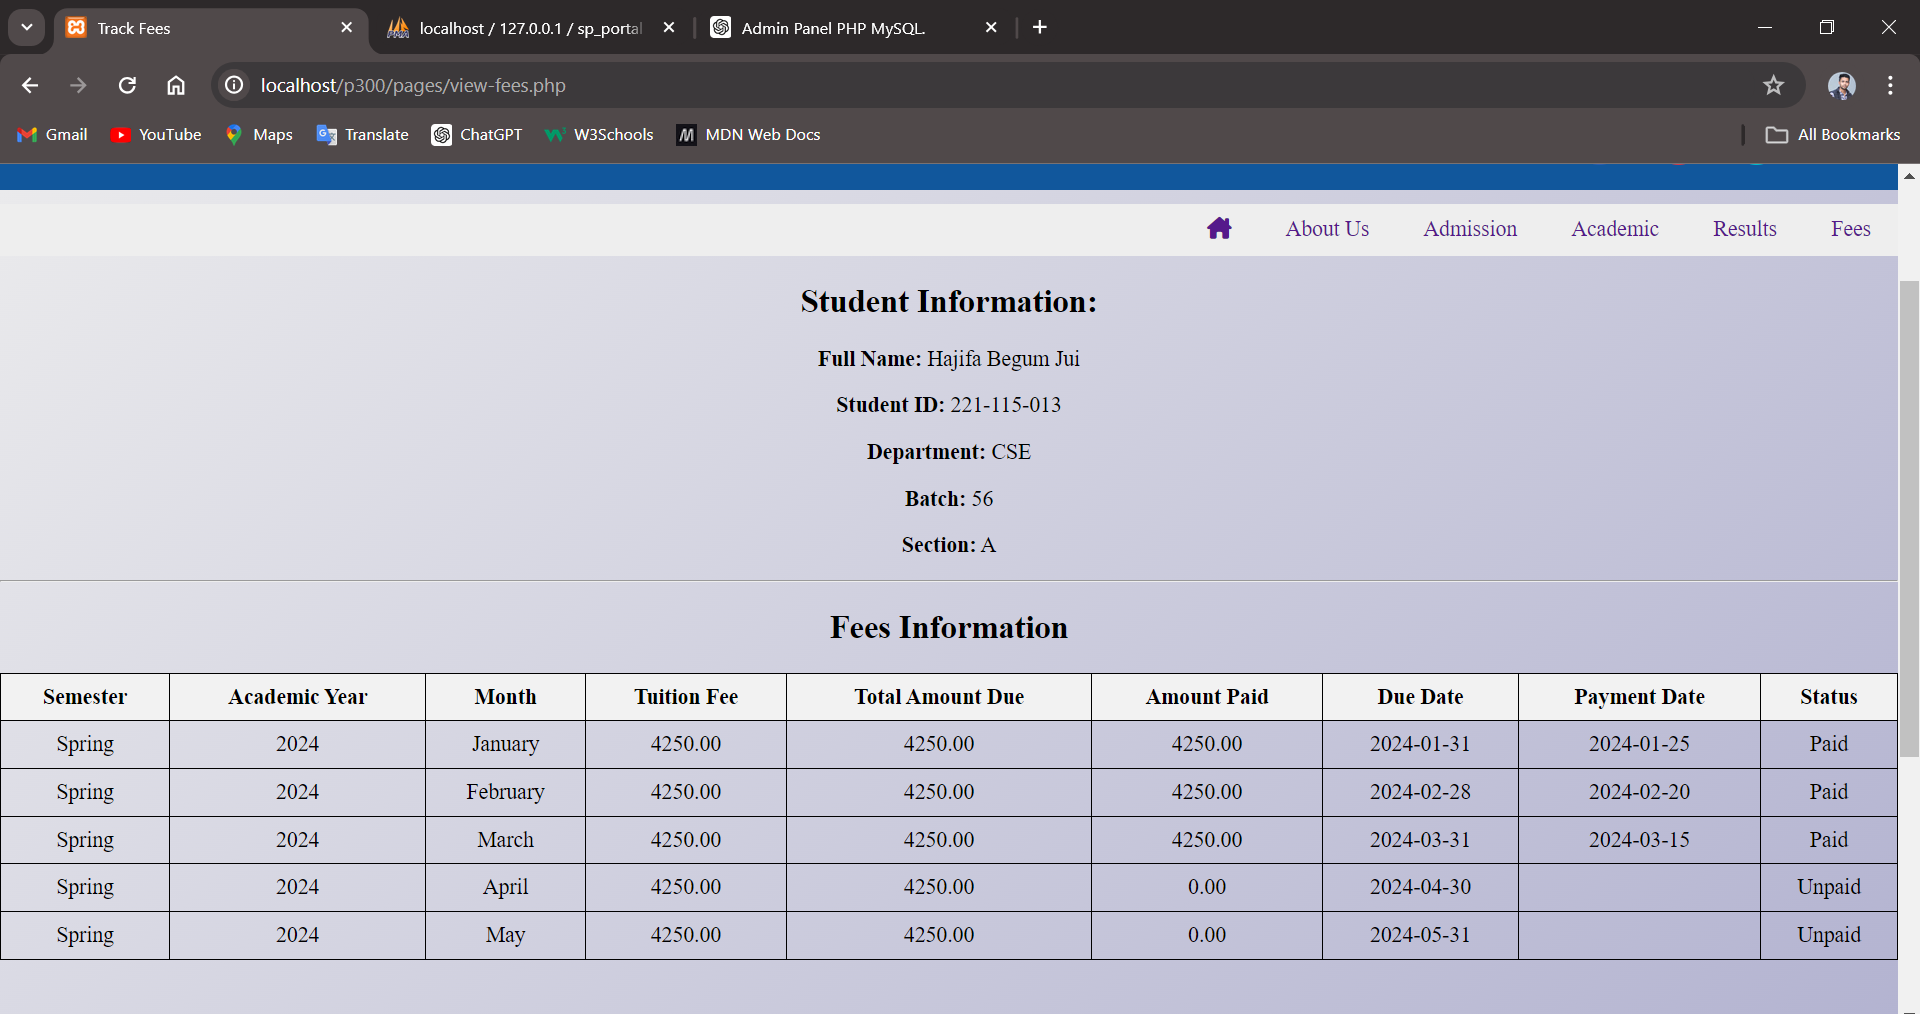 Track Fees
localhost / 127.0.0.1 / sp_portal
Admin Panel PHP MySQL.
localhost/p300/pages/view-fees.php
Gmail YouTube Maps Translate ChatGPT W3Schools MDN Web Docs All Bookmarks
About Us Admission Academic Results Fees
Student Information:
Full Name: Hajifa Begum Jui
Student ID: 221-115-013
Department: CSE
Batch: 56
Section: A
Fees Information
Semester Academic Year Month Tuition Fee Total Amount Due Amount Paid Due Date Payment Date Status
Spring 2024 January 4250.00 4250.00 4250.00 2024-01-31 2024-01-25 Paid
Spring 2024 February 4250.00 4250.00 4250.00 2024-02-28 2024-02-20 Paid
Spring 2024 March 4250.00 4250.00 4250.00 2024-03-31 2024-03-15 Paid
Spring 2024 April 4250.00 4250.00 0.00 2024-04-30 Unpaid
Spring 2024 May 4250.00 4250.00 0.00 2024-05-31 Unpaid